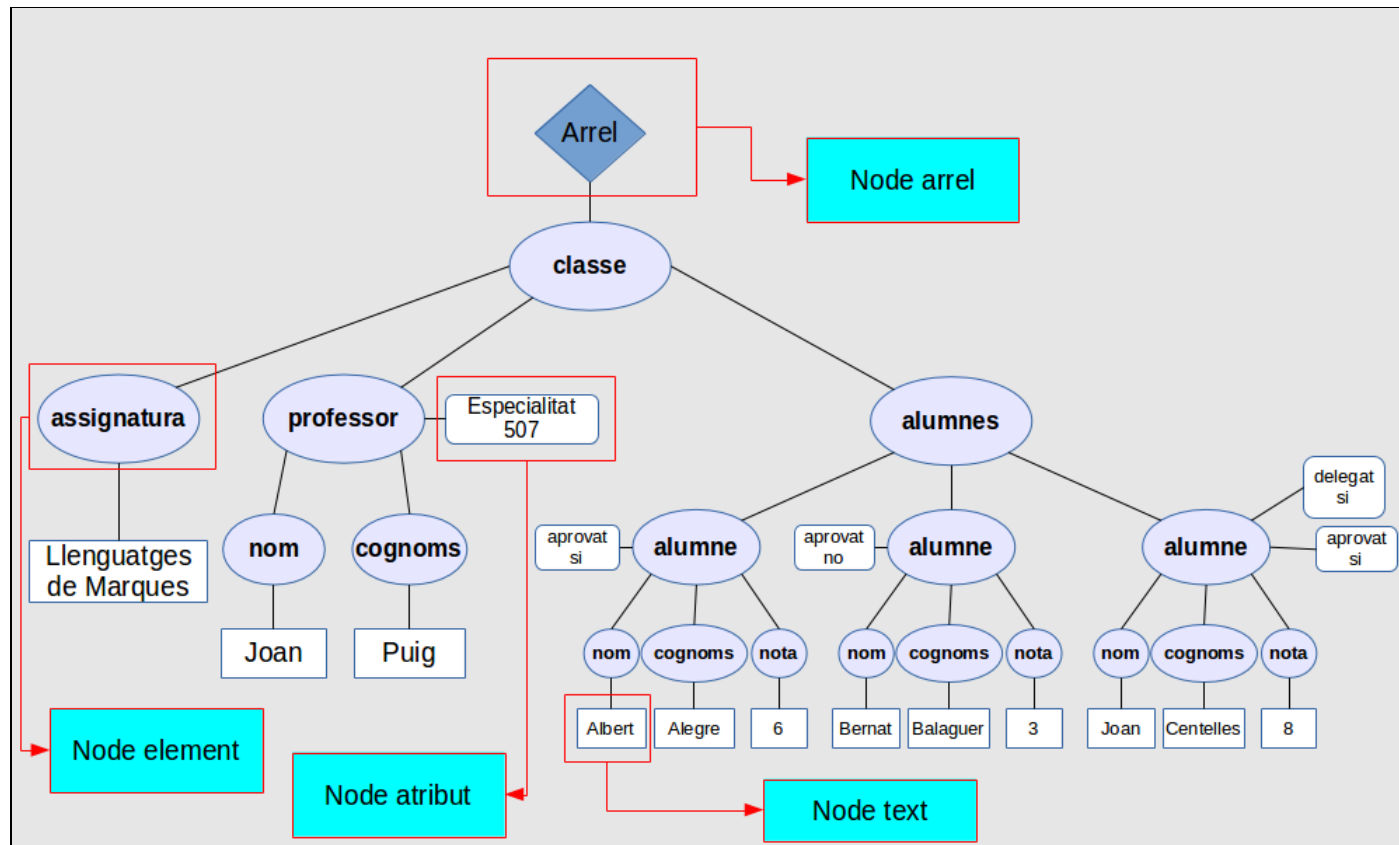 Arrel
Node arrel
classe
assignatura
professor
Especialitat
507
alumnes
delegat
si
Llenguatges
de Marques
nom
cognoms
aprovat
si
alumne
aprovat
no
alumne
alumne
aprovat
si
Joan
Puig
nom
cognoms
nota
nom
cognoms
nota
nom
cognoms
nota
Albert
Alegre
6
Bernat
Balaguer
3
Joan
Centelles
8
Node element
Node atribut
Node text